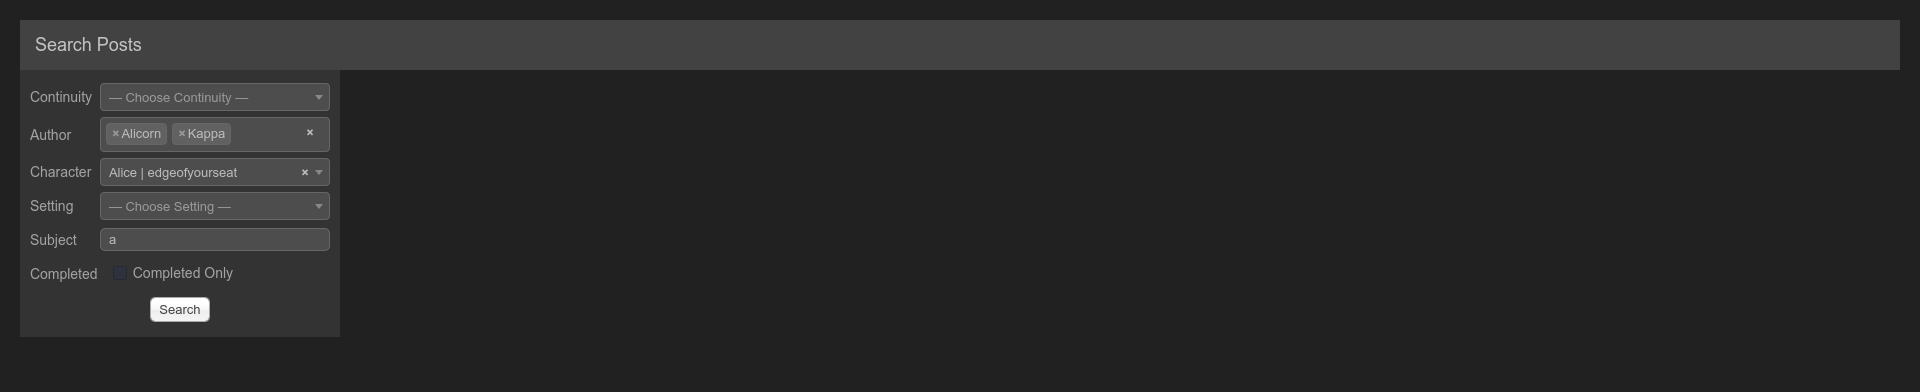 Search Posts
Continuity — Choose Continuity —
Author ×Alicorn ×Kappa ×
Character Alice | edgeofyourseat ×
Setting — Choose Setting —
Subject a
Completed Completed Only
Search